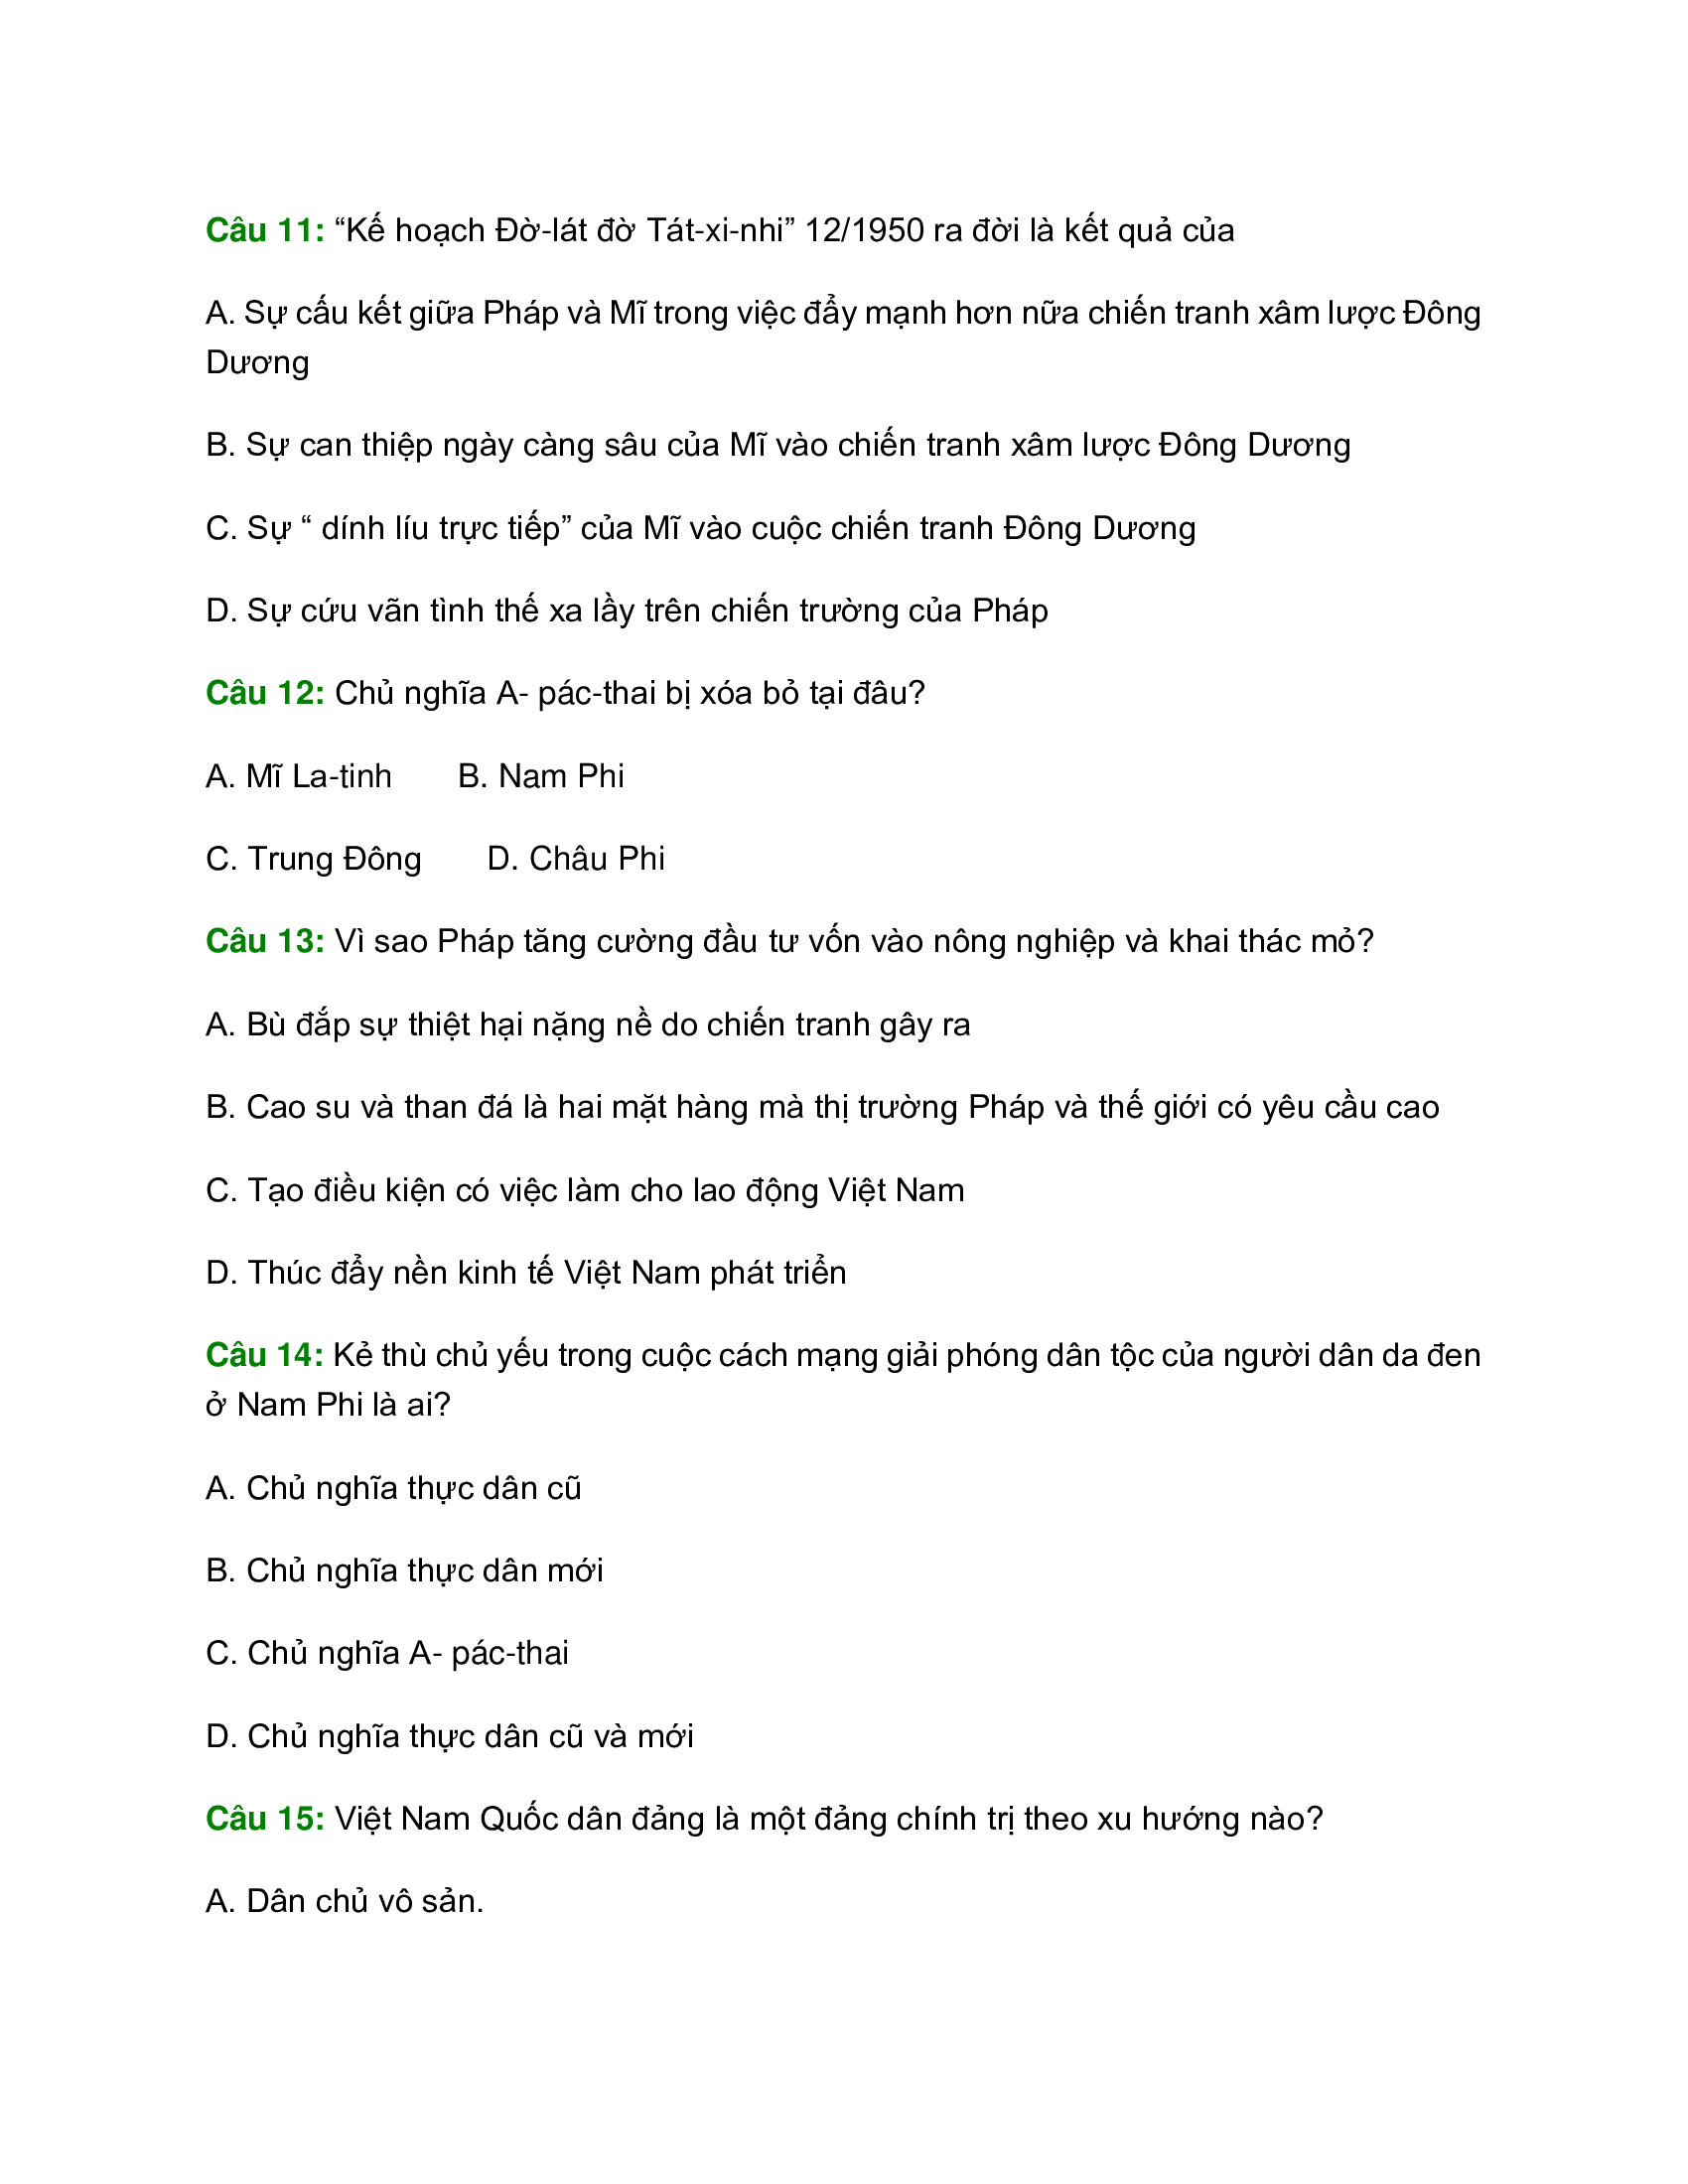 Câu 11: “Kế hoạch Đờ-lát đờ Tát-xi-nhi” 12/1950 ra đời là kết quả của
A. Sự cấu kết giữa Pháp và Mĩ trong việc đẩy mạnh hơn nữa chiến tranh xâm lược Đông
Dương
B. Sự can thiệp ngày càng sâu của Mĩ vào chiến tranh xâm lược Đông Dương
C. Sự “ dính líu trực tiếp” của Mĩ vào cuộc chiến tranh Đông Dương
D. Sự cứu vãn tình thế xa lầy trên chiến trường của Pháp
Câu 12: Chủ nghĩa A- pác-thai bị xóa bỏ tại đâu?
A. Mĩ La-tinh B. Nam Phi
C. Trung Đông D. Châu Phi
Câu 13: Vì sao Pháp tăng cường đầu tư vốn vào nông nghiệp và khai thác mỏ?
A. Bù đắp sự thiệt hại nặng nề do chiến tranh gây ra
B. Cao su và than đá là hai mặt hàng mà thị trường Pháp và thế giới có yêu cầu cao
C. Tạo điều kiện có việc làm cho lao động Việt Nam
D. Thúc đẩy nền kinh tế Việt Nam phát triển
Câu 14: Kẻ thù chủ yếu trong cuộc cách mạng giải phóng dân tộc của người dân da đen
ở Nam Phi là ai?
A. Chủ nghĩa thực dân cũ
B. Chủ nghĩa thực dân mới
C. Chủ nghĩa A- pác-thai
D. Chủ nghĩa thực dân cũ và mới
Câu 15: Việt Nam Quốc dân đảng là một đảng chính trị theo xu hướng nào?
A. Dân chủ vô sản.